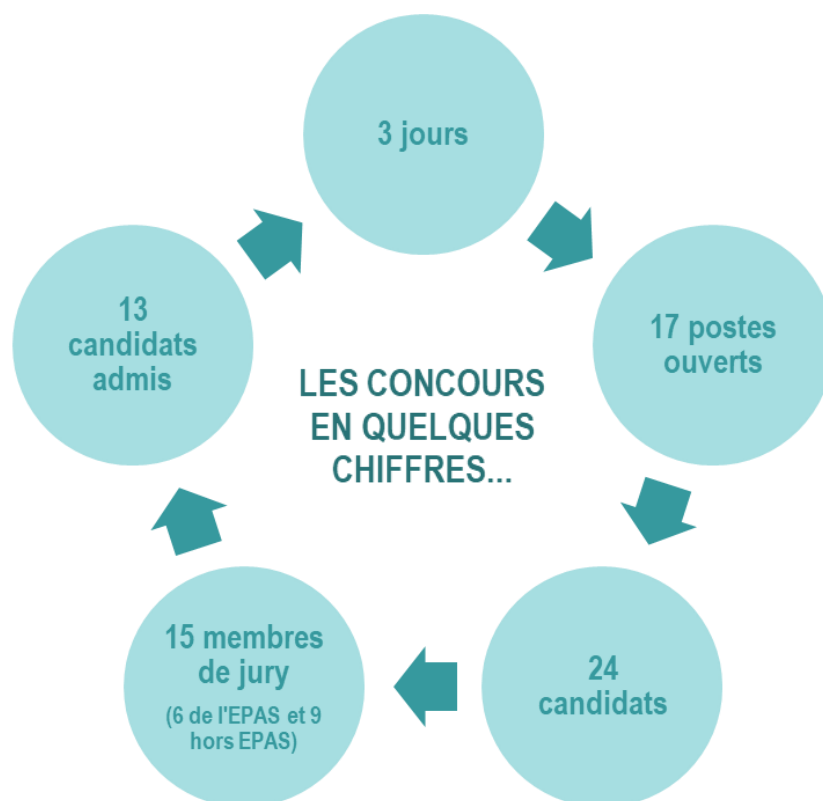 3 jours
17 postes
ouverts
24
candidats
15 membres
de jury
(6 de l'EPAS et 9
hors EPAS)
13
candidats
admis
LES CONCOURS
EN QUELQUES
CHIFFRES...